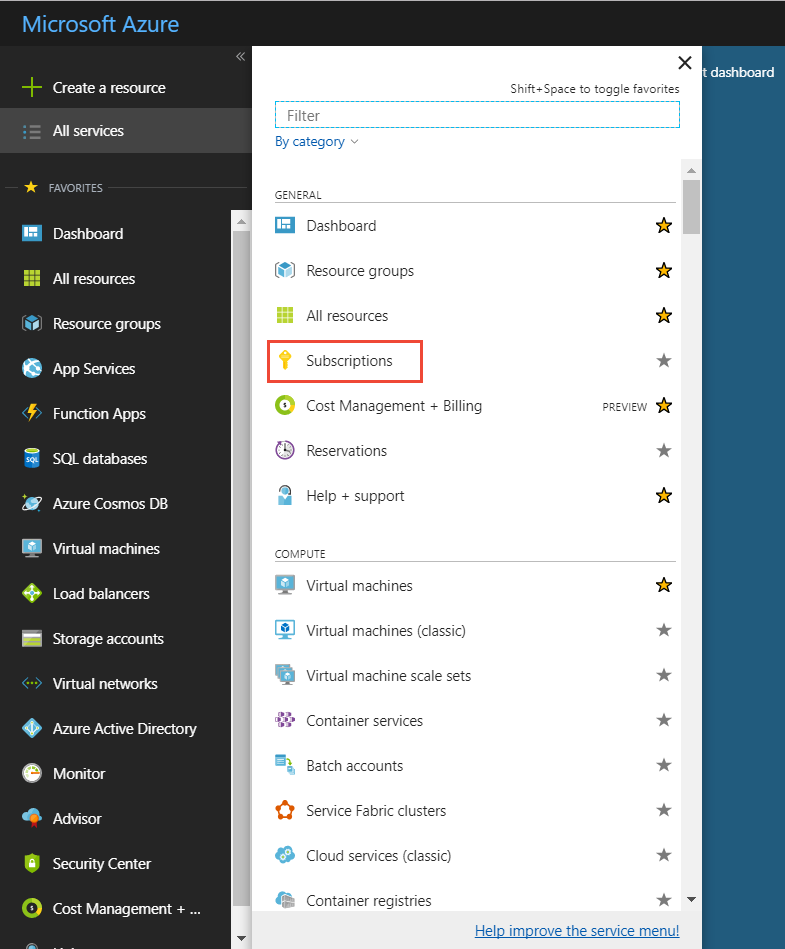 Microsoft Azure
«
Create a resource
All services
FAVORITES
Dashboard
All resources
Resource groups
App Services
Function Apps
SQL databases
Azure Cosmos DB
Virtual machines
Load balancers
Storage accounts
Virtual networks
Azure Active Directory
Monitor
Advisor
Security Center
Cost Management + ...
t dashboard
Shift+Space to toggle favorites
Filter
By category
GENERAL
Dashboard
Resource groups
All resources
Subscriptions
Cost Management + Billing PREVIEW
Reservations
Help + support
COMPUTE
Virtual machines
Virtual machines (classic)
Virtual machine scale sets
Container services
Batch accounts
Service Fabric clusters
Cloud services (classic)
Container registries
Help improve the service menu!